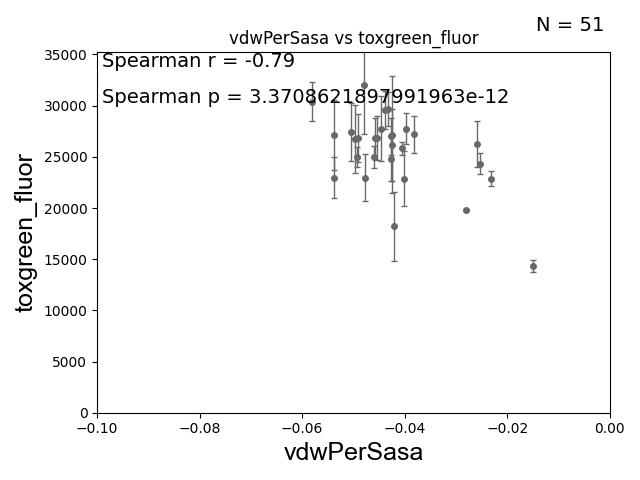 N = 51
vdwPerSasa vs toxgreen_fluor
Spearman r = -0.79
Spearman p = 3.3708621897991963e-12
35000
30000
25000
20000
15000
10000
5000
0
toxgreen_fluor
−0.10 −0.08 −0.06 −0.04 −0.02 0.00
vdwPerSasa